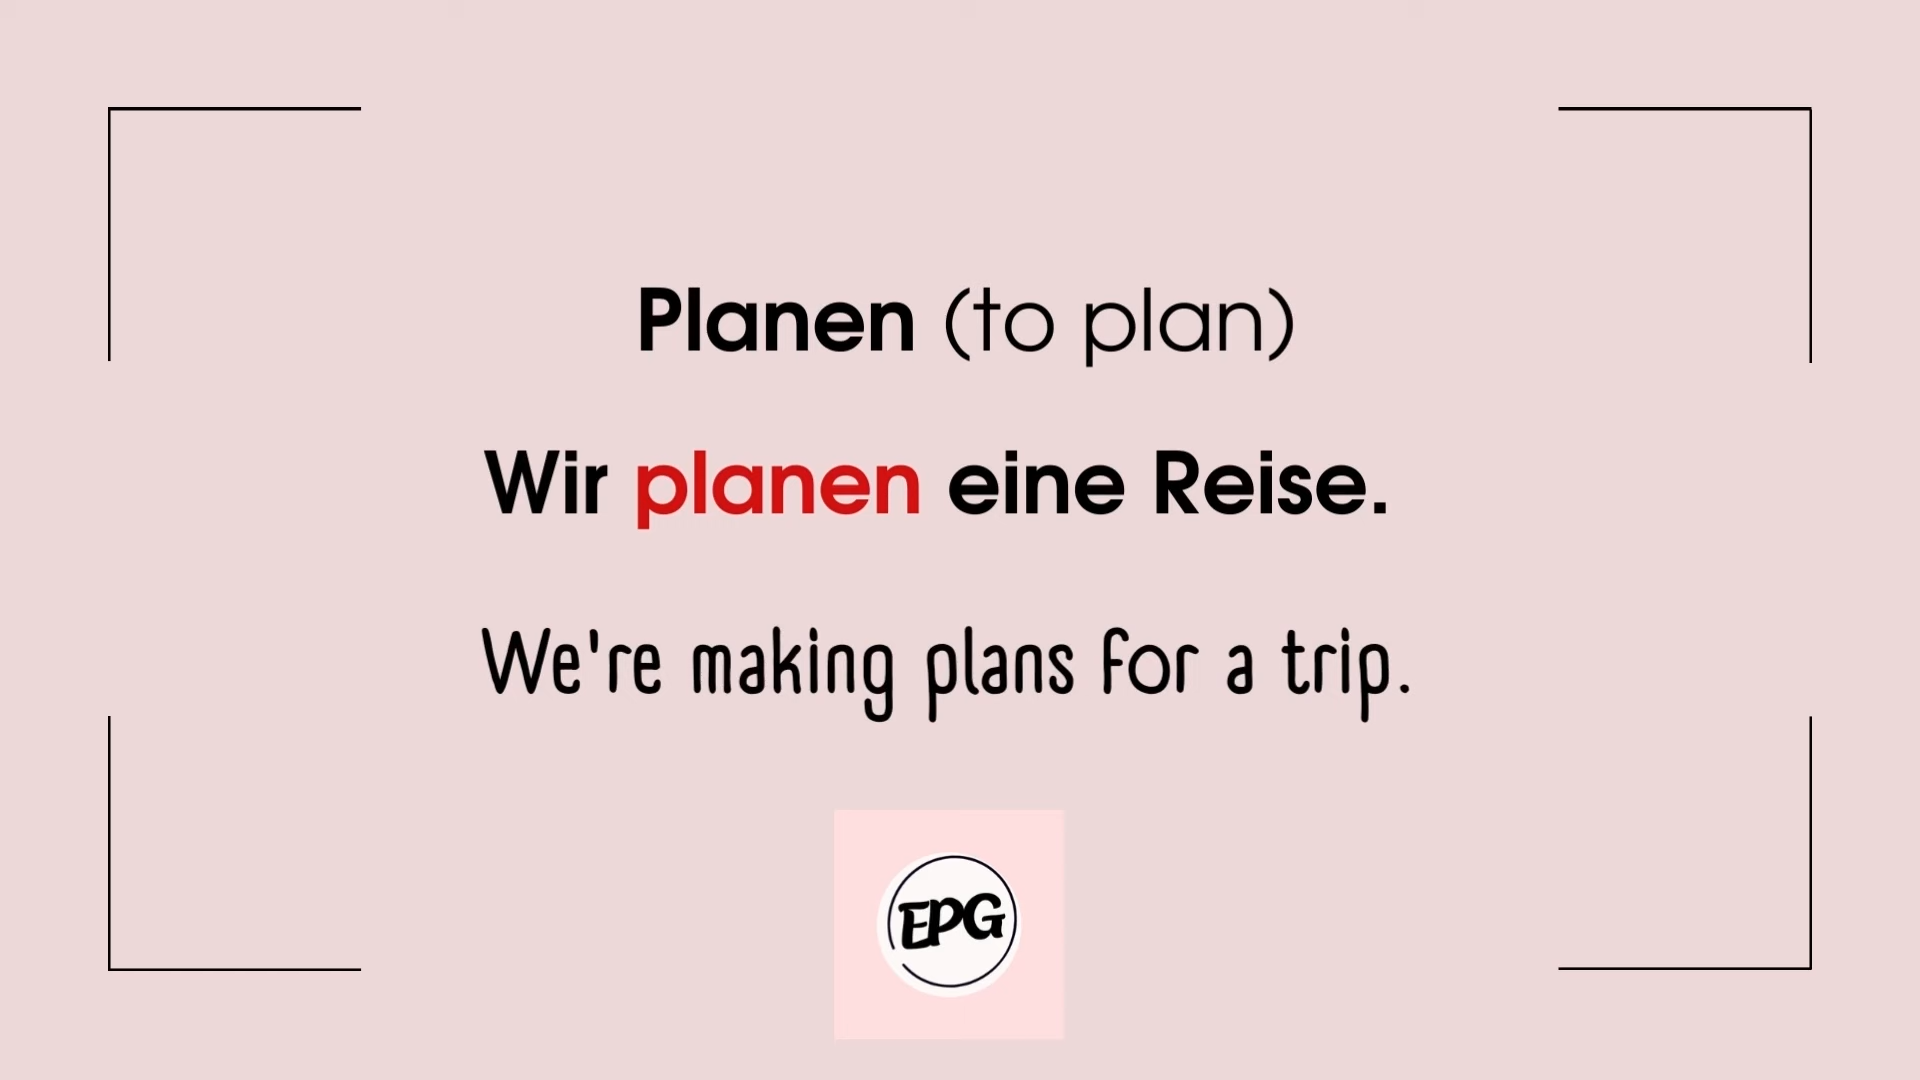 Planen (to plan)
Wir planen eine Reise.
We're making plans for a trip.
EPG